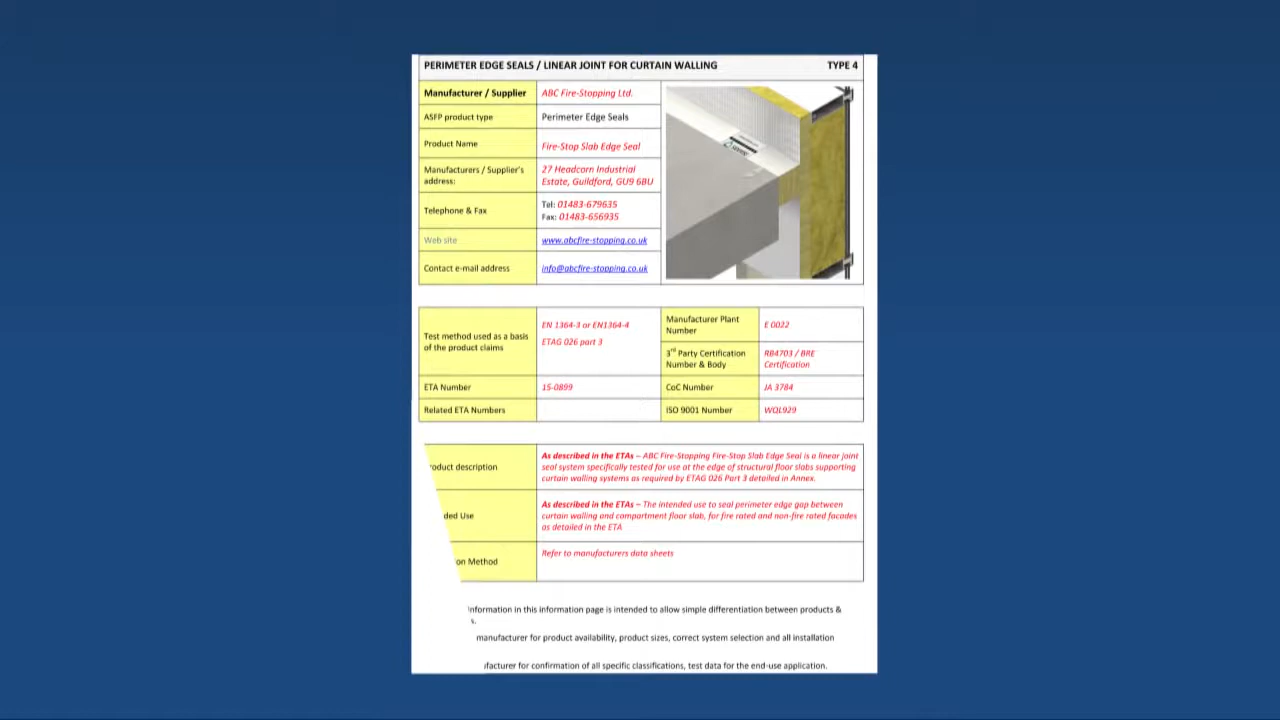 PERIMETER EDGE SEALS / LINEAR JOINT FOR CURTAIN WALLING TYPE 4
Manufacturer / Supplier ABC Fire-Stopping Ltd.
ASFP product type Perimeter Edge Seals
Product Name Fire-Stop Slab Edge Seal
Manufacturers / Supplier's address: 27 Headcorn Industrial
Estate, Guildford, GU9 6BU
Telephone & Fax Tel: 01483-679635
Fax: 01483-656935
Web site www.abcfire-stopping.co.uk
Contact e-mail address info@abcfire-stopping.co.uk
Test method used as a basis
of the product claims
EN 1364-3 or EN1364-4
ETAG 026 part 3
Manufacturer Plant
Number
E 0022
3rd Party Certification
Number & Body
RB4703 / BRE
Certification
ETA Number 15-0899 CoC Number JA 3784
Related ETA Numbers ISO 9001 Number WQL929
oduct description
As described in the ETAs – ABC Fire-Stopping Fire-Stop Slab Edge Seal is a linear joint
seal system specifically tested for use at the edge of structural floor slabs supporting
curtain walling systems as required by ETAG 026 Part 3 detailed in Annex.
ded Use
As described in the ETAs – The intended use to seal perimeter edge gap between
curtain walling and compartment floor slab, for fire rated and non-fire rated facades
as detailed in the ETA
on Method Refer to manufacturers data sheets
information in this information page is intended to allow simple differentiation between products &
s.
manufacturer for product availability, product sizes, correct system selection and all installation
facturer for confirmation of all specific classifications, test data for the end-use application.